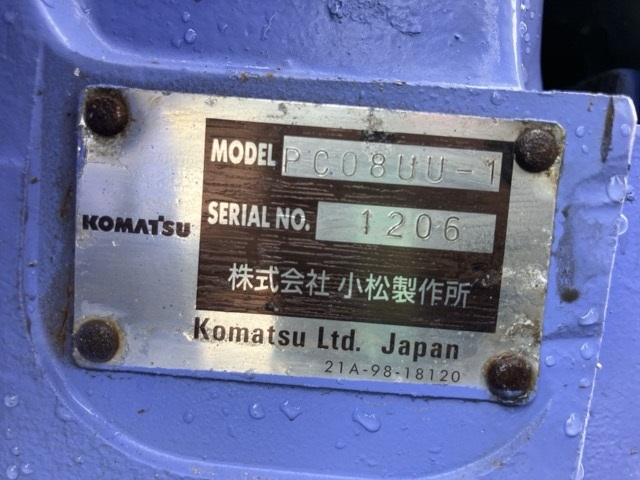 MODEL PC08UU-1
KOMATSU
SERIAL NO. 1206
株式会社 小松製作所
Komatsu Ltd. Japan
21A-98-18120